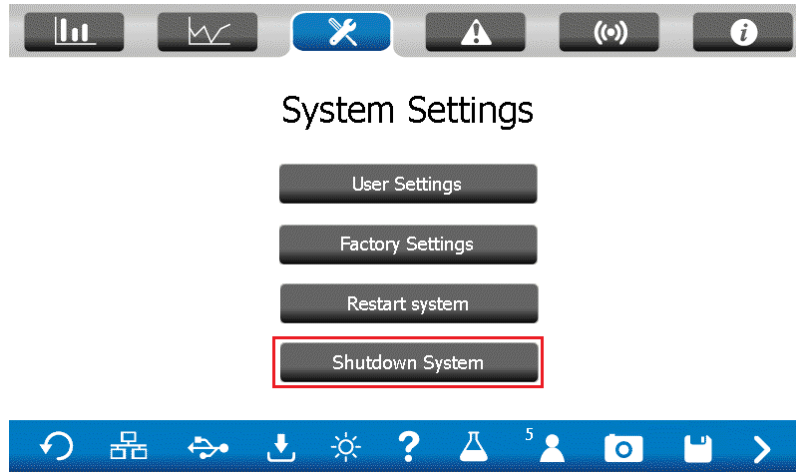 System Settings
User Settings
Factory Settings
Restart system
Shutdown System
5